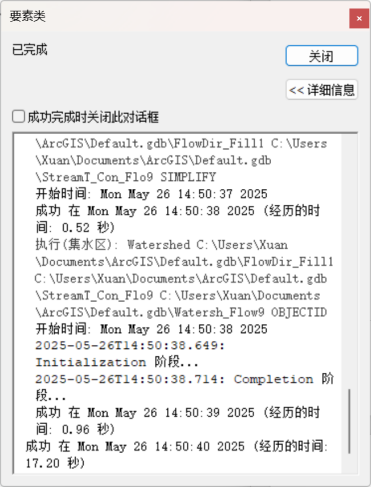 要素类
已完成
关闭
<< 详细信息
成功完成时关闭此对话框
\ArcGIS\Default.gdb\FlowDir_Fill1 C:\Users
\Xuan\Documents\ArcGIS\Default.gdb
\StreamT_Con_Flo9 SIMPLIFY
开始时间: Mon May 26 14:50:37 2025
成功 在 Mon May 26 14:50:38 2025 (经历的时
间: 0.52 秒)
执行(集水区): Watershed C:\Users\Xuan
\Documents\ArcGIS\Default.gdb\FlowDir_Fill1
C:\Users\Xuan\Documents\ArcGIS\Default.gdb
\StreamT_Con_Flo9 C:\Users\Xuan\Documents
\ArcGIS\Default.gdb\Watersh_Flow9 OBJECTID
开始时间: Mon May 26 14:50:38 2025
2025-05-26T14:50:38.649:
Initialization 阶段...
2025-05-26T14:50:38.714: Completion 阶
段...
成功 在 Mon May 26 14:50:39 2025 (经历的时
间: 0.96 秒)
成功 在 Mon May 26 14:50:40 2025 (经历的时间:
17.20 秒)